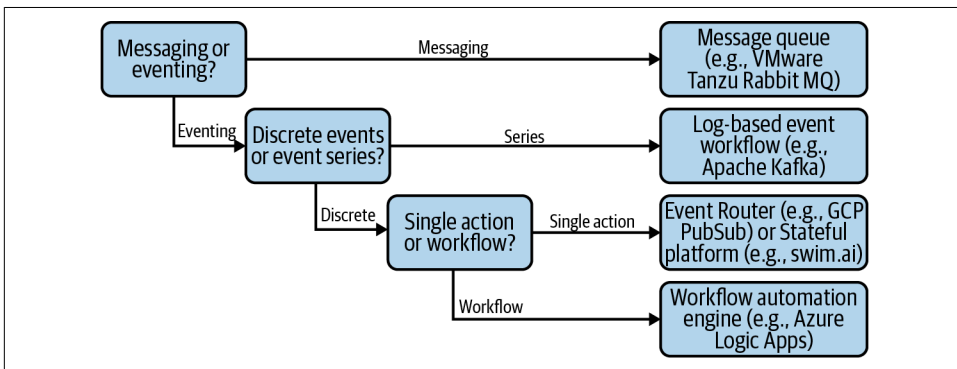 Messaging or
eventing?
Messaging
Message queue
(e.g., VMware
Tanzu Rabbit MQ)
Eventing
Discrete events
or event series?
Series
Log-based event
workflow (e.g.,
Apache Kafka)
Discrete
Single action
or workflow?
Single action
Event Router (e.g., GCP
PubSub) or Stateful
platform (e.g., swim.ai)
Workflow
Workflow automation
engine (e.g., Azure
Logic Apps)